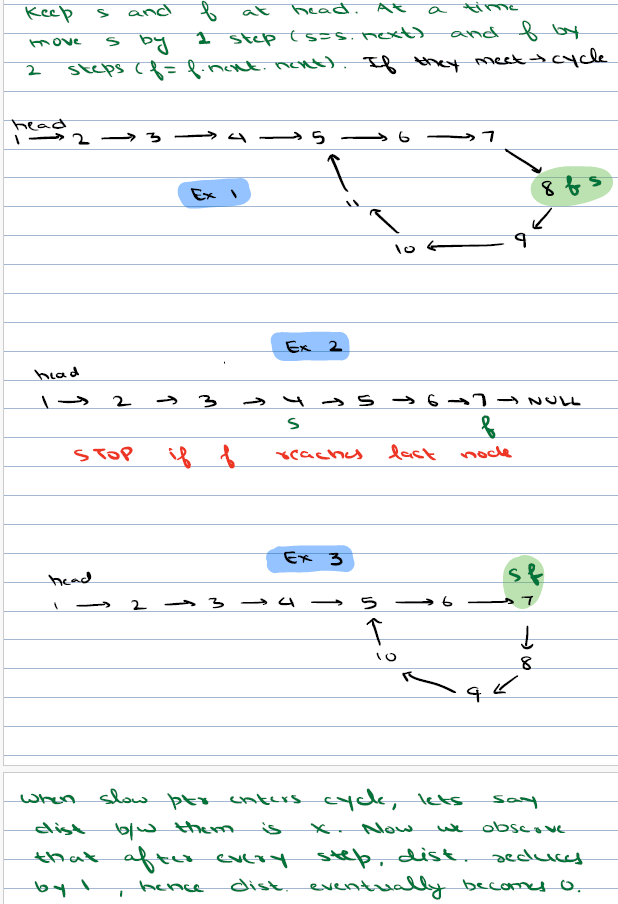 Keep s and f at head. At a time
move s by 1 step (s=s.next) and f by
2 steps (f=f.next.next). If they meet → cycle
head
1 → 2 → 3 → 4 → 5 → 6 → 7
8 f s
Ex 1
11
10 ← 9
Ex 2
head
1 → 2 → 3 → 4 → 5 → 6 → 7 → NULL
s f
STOP if f reaches last node
Ex 3
head
s f
1 → 2 → 3 → 4 → 5 → 6 → 7
10
8
9
When slow ptr enters cycle, lets say
dist b/w them is x. Now we observe
that after every step, dist. reduces
by 1, hence dist. eventually becomes 0.